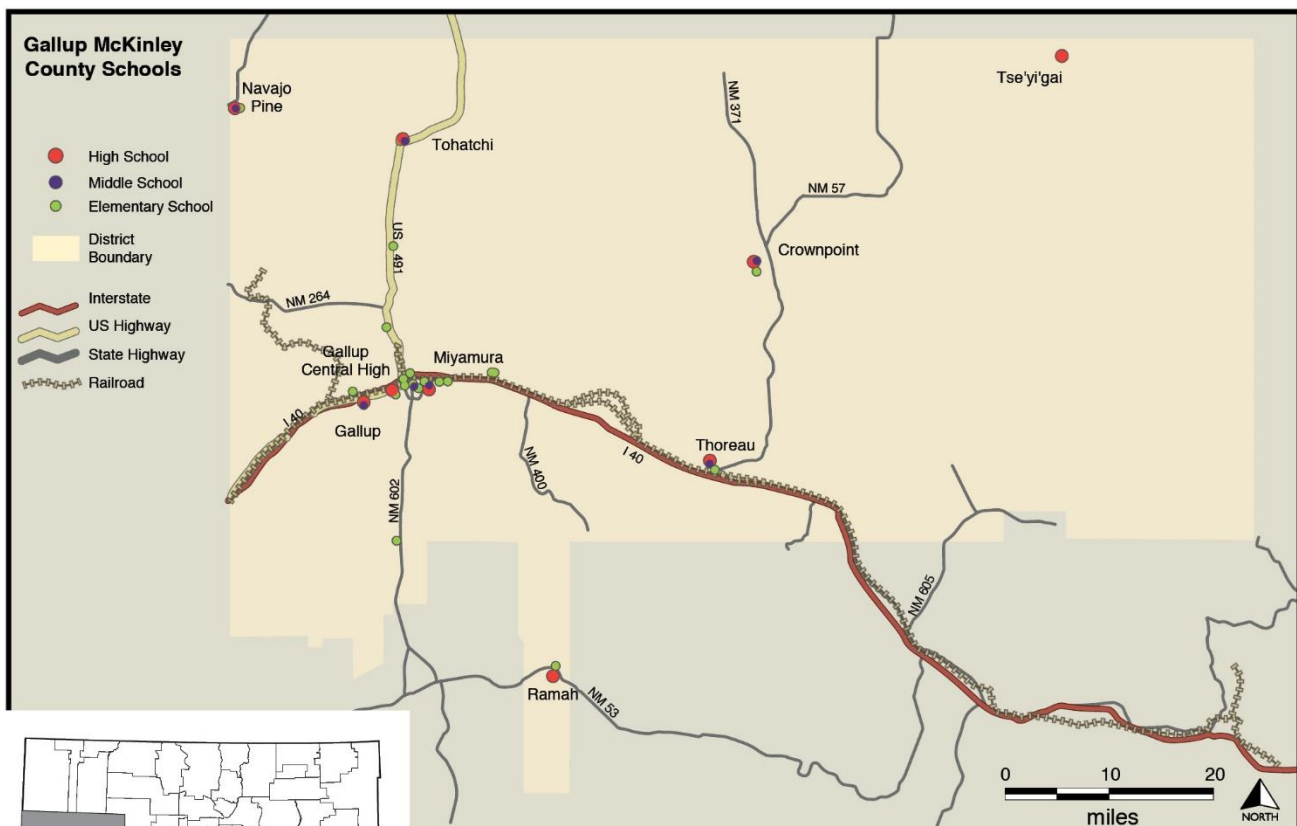 Gallup McKinley
County Schools
High School
Middle School
Elementary School
District
Boundary
Interstate
US Highway
State Highway
Railroad
Navajo
Pine
Tohatchi
Tse'yi'gai
NM 371
NM 57
US 491
Crownpoint
NM 264
Gallup
Central High
Miyamura
I 40
Gallup
Thoreau
I 40
NM 400
NM 602
NM 605
Ramah
NM 53
0 10 20
miles
NORTH